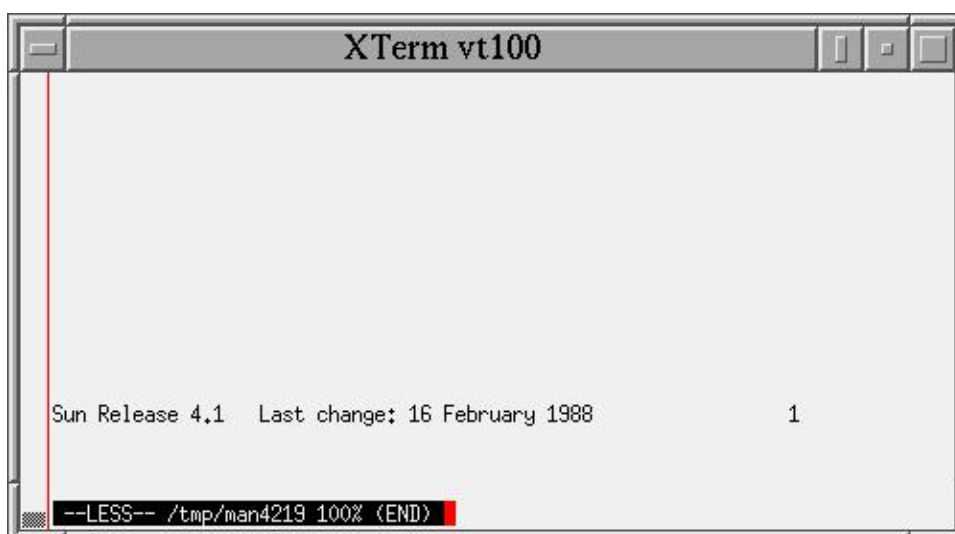 XTerm vt100
Sun Release 4.1 Last change: 16 February 1988 1
--LESS-- /tmp/man4219 100% (END)